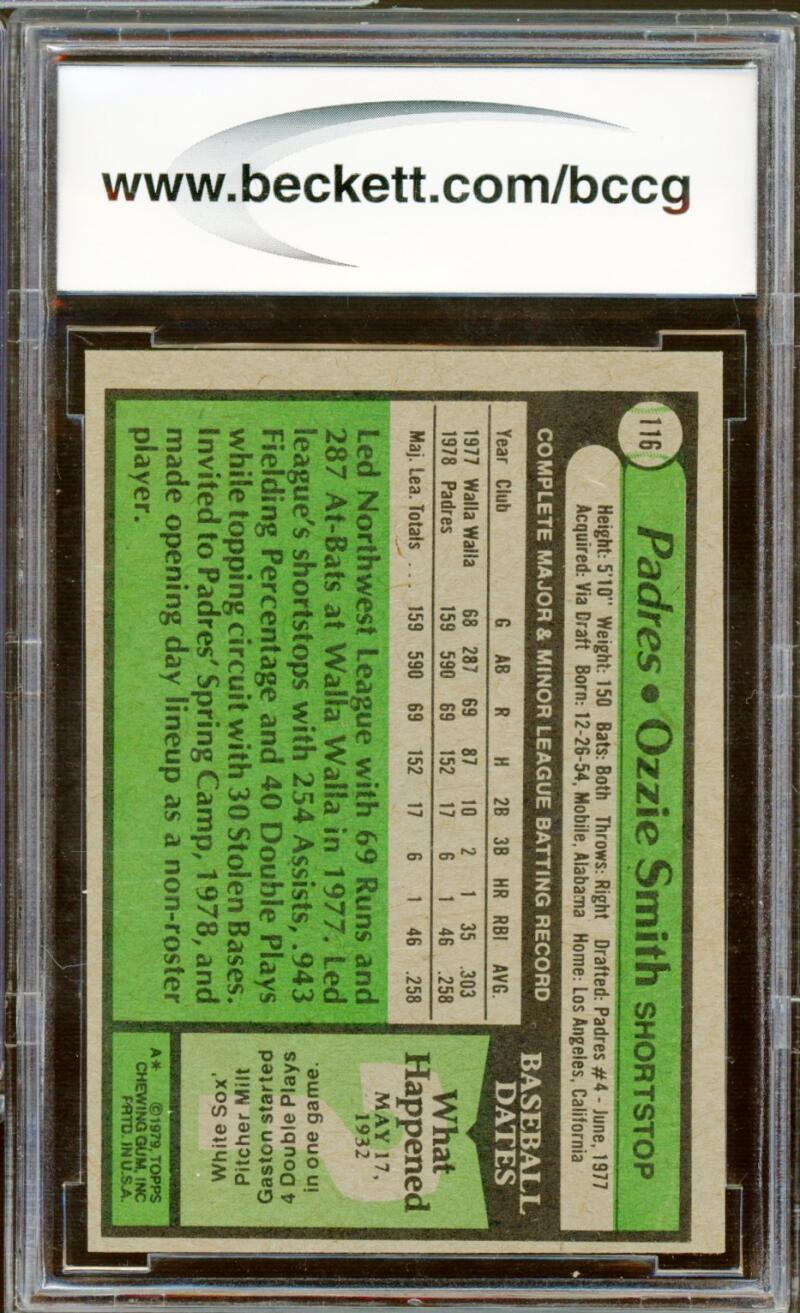 www.beckett.com/bccg
116
Padres • Ozzie Smith SHORTSTOP
Height: 5'10" Weight: 150 Bats: Both Throws: Right Drafted: Padres #4 - June, 1977
Acquired: Via Draft Born: 12-26-54, Mobile, Alabama Home: Los Angeles, California
COMPLETE MAJOR & MINOR LEAGUE BATTING RECORD
Year Club G AB R H 2B 3B HR RBI AVG.
1977 Walla Walla 68 287 69 87 10 2 1 35 .303
1978 Padres 159 590 69 152 17 6 1 46 .258
Maj. Lea. Totals . . . 159 590 69 152 17 6 1 46 .258
Led Northwest League with 69 Runs and
287 At-Bats at Walla Walla in 1977. Led
league's shortstops with 254 Assists, .943
Fielding Percentage and 40 Double Plays
while topping circuit with 30 Stolen Bases.
Invited to Padres' Spring Camp, 1978, and
made opening day lineup as a non-roster
player.
BASEBALL
DATES
What
Happened
MAY 17,
1932
White Sox'
Pitcher Milt
Gaston started
4 Double Plays
in one game.
A* ©1979, TOPPS
CHEWING GUM, INC
PRTD. IN U.S.A.